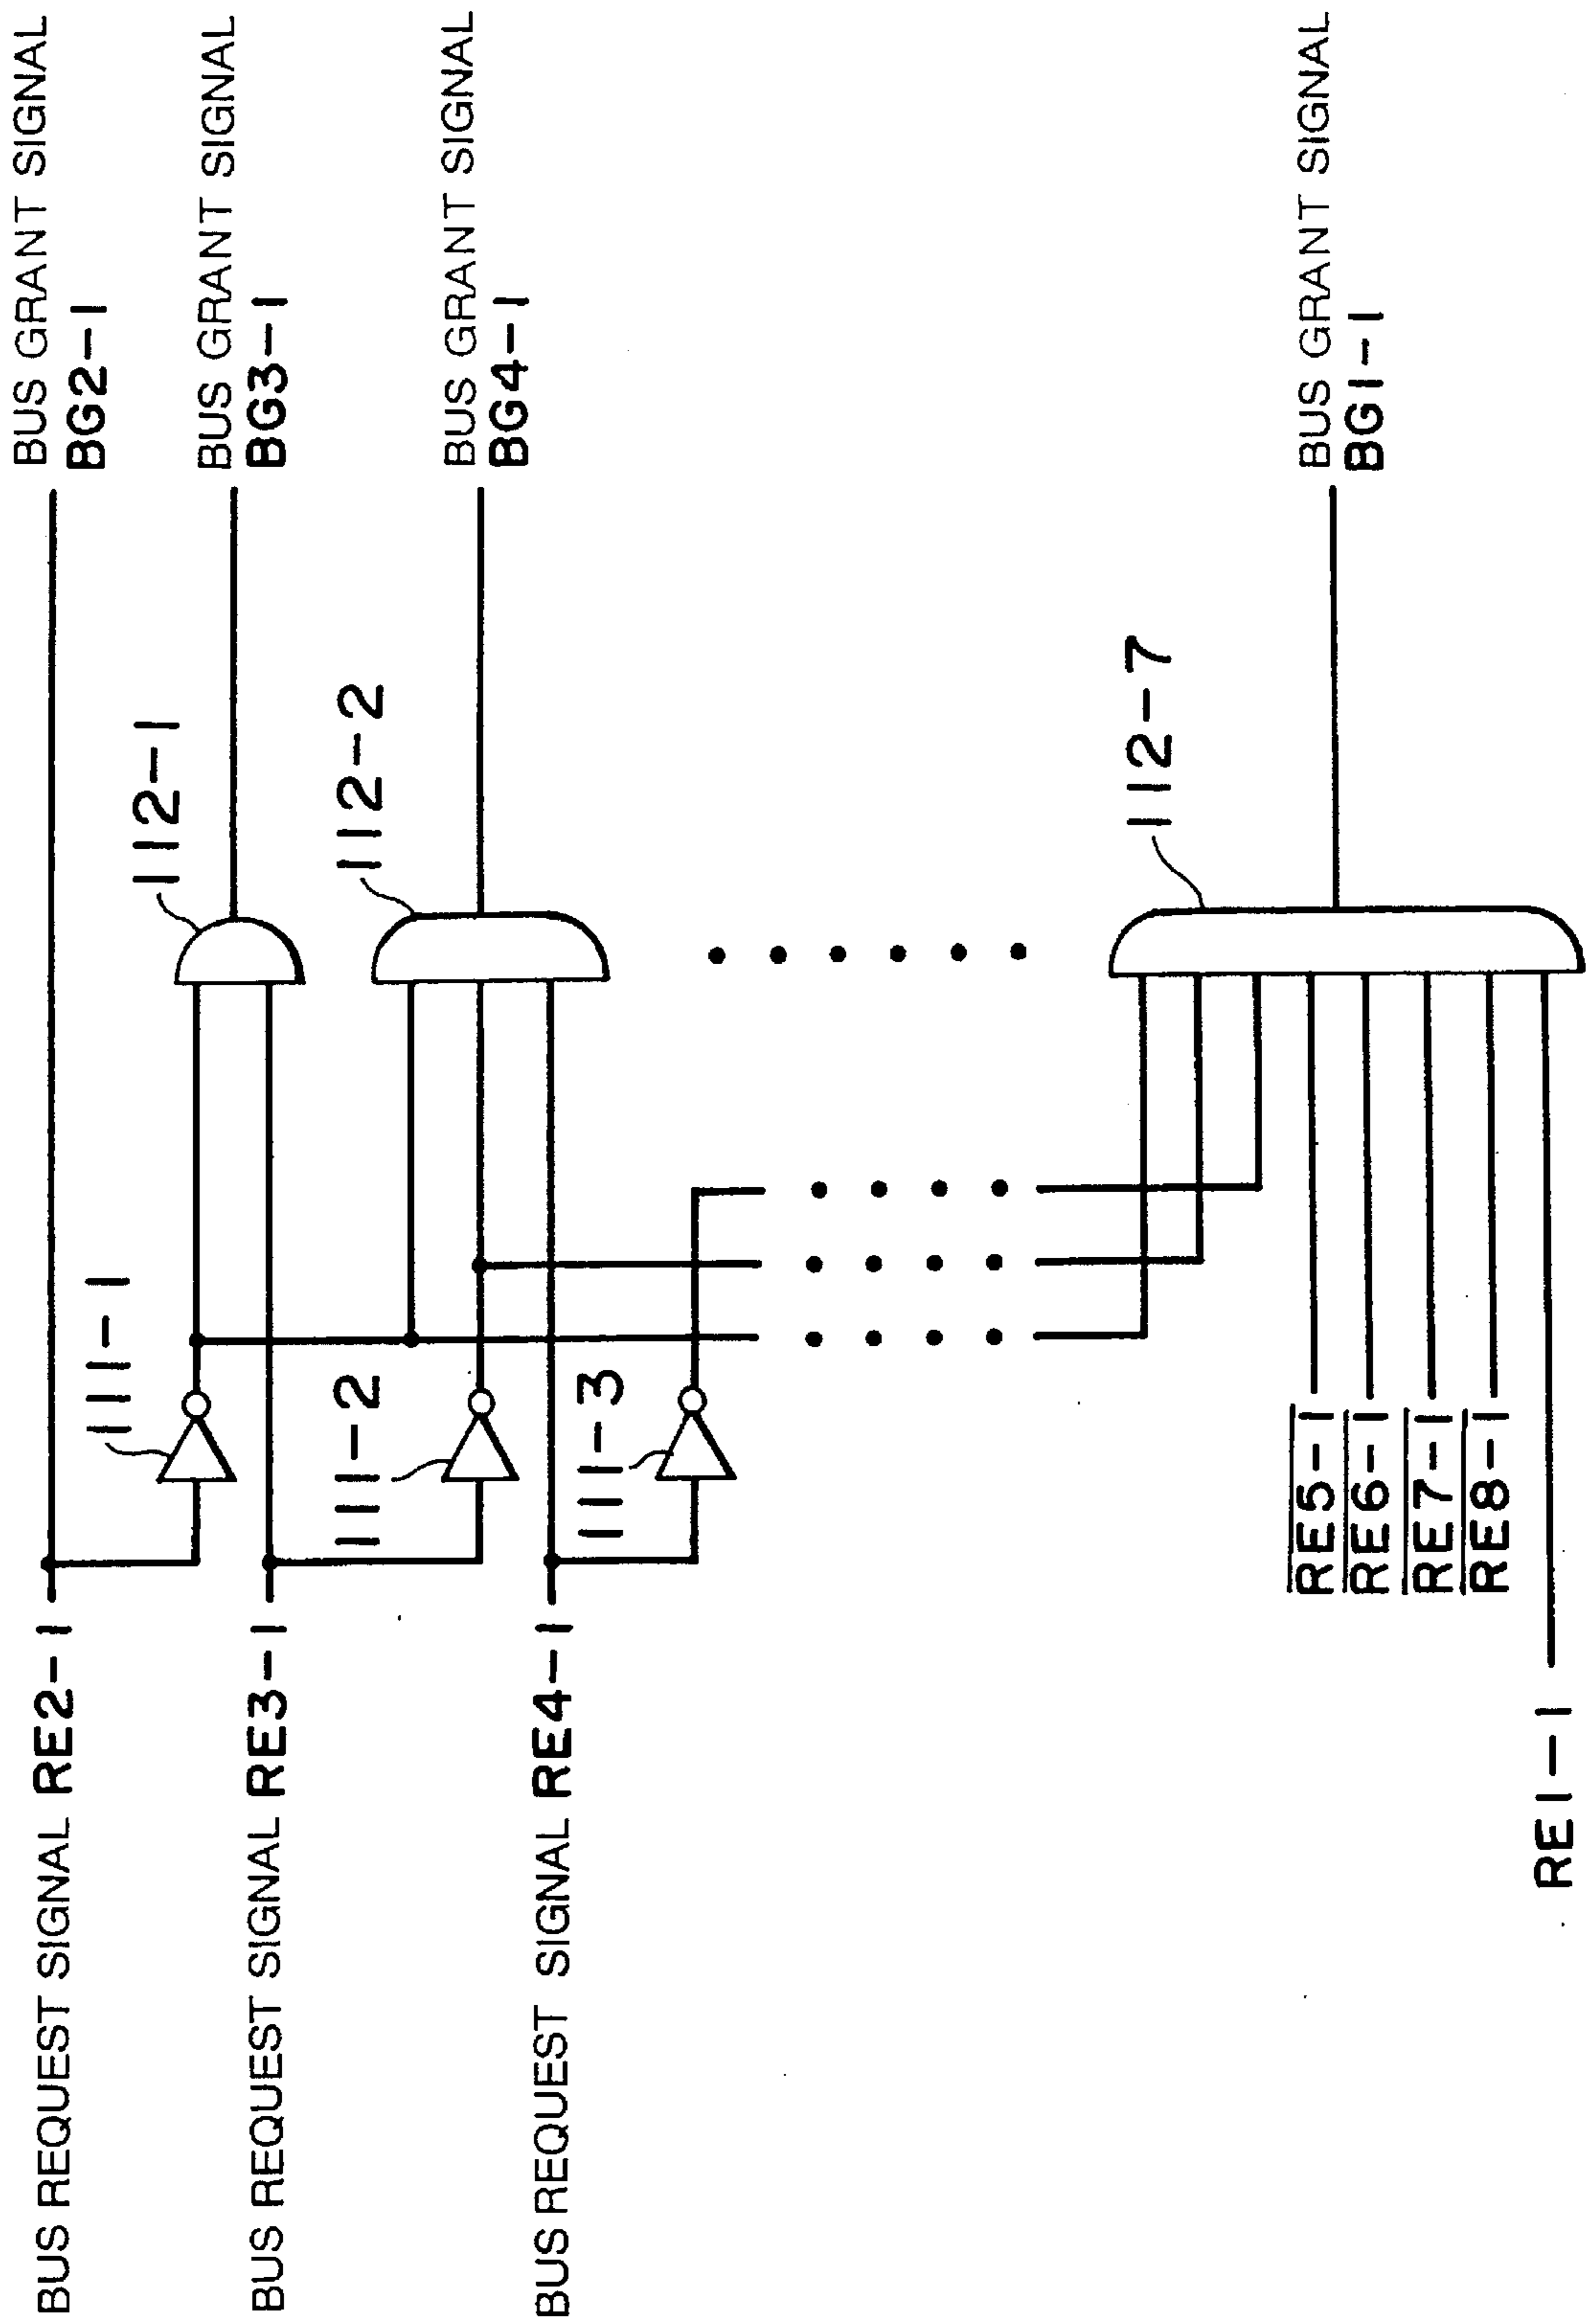 BUS REQUEST SIGNAL RE2-1
BUS GRANT SIGNAL
BG2-1
111-1
112-1
BUS GRANT SIGNAL
BG3-1
BUS REQUEST SIGNAL RE3-1
111-2
112-2
BUS GRANT SIGNAL
BG4-1
BUS REQUEST SIGNAL RE4-1
111-3
112-7
BUS GRANT SIGNAL
BG1-1
RE5-1
RE6-1
RE7-1
RE8-1
RE1-1